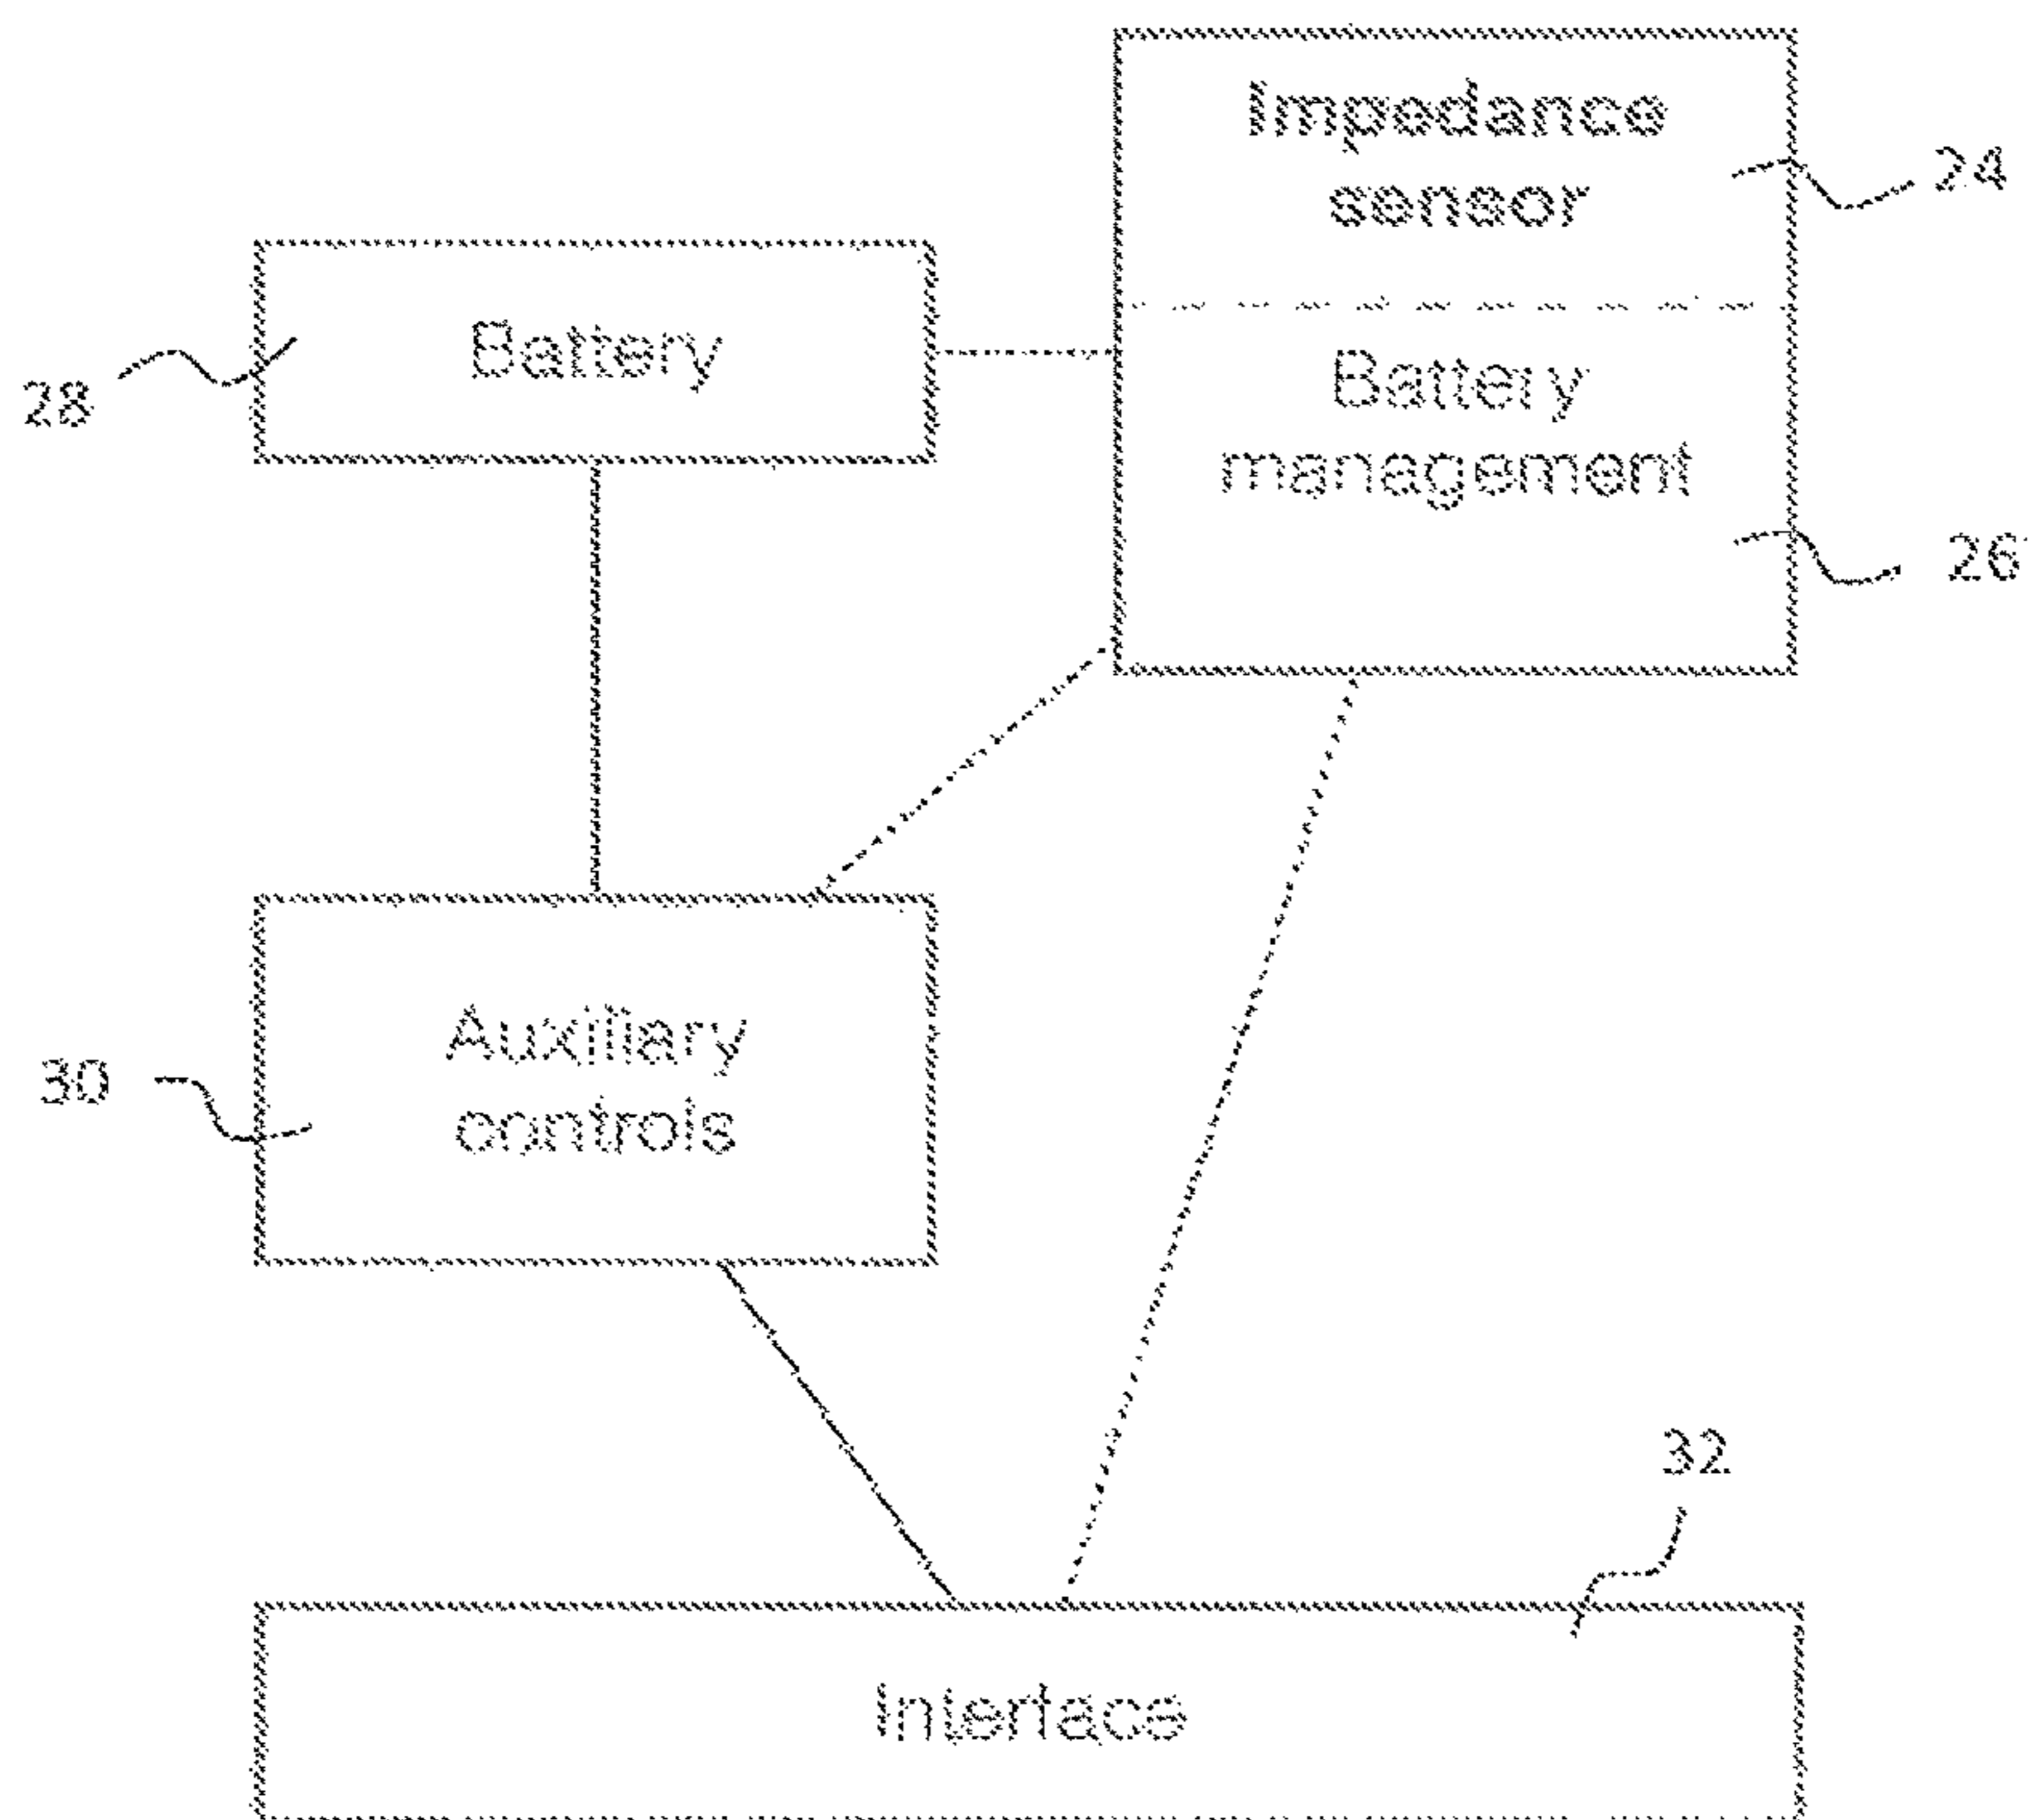 Impedance
sensor
24
Battery
28
Battery
management
26
Auxiliary
controls
30
32
Interface